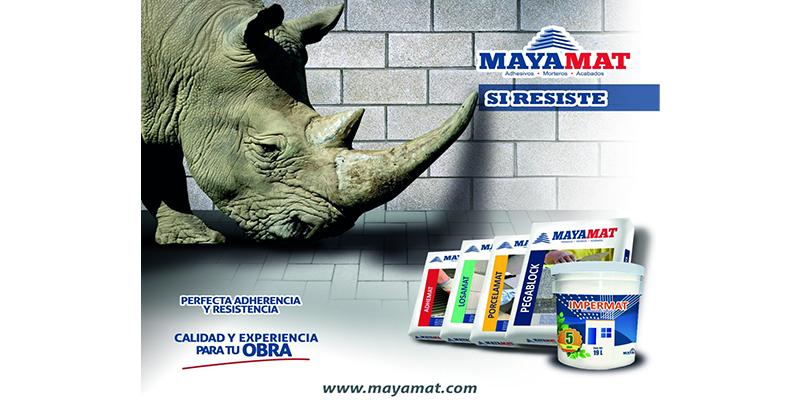 MAYAMAT
Adhesivos • Morteros • Acabados
SI RESISTE
MAYAMAT
ADHEMAT
LOSAMAT
PORCELAMAT
PEGABLOCK
IMPERMAT
5
19 L
MAYAMAT
PERFECTA ADHERENCIA
Y RESISTENCIA
CALIDAD Y EXPERIENCIA
PARA TU OBRA
www.mayamat.com